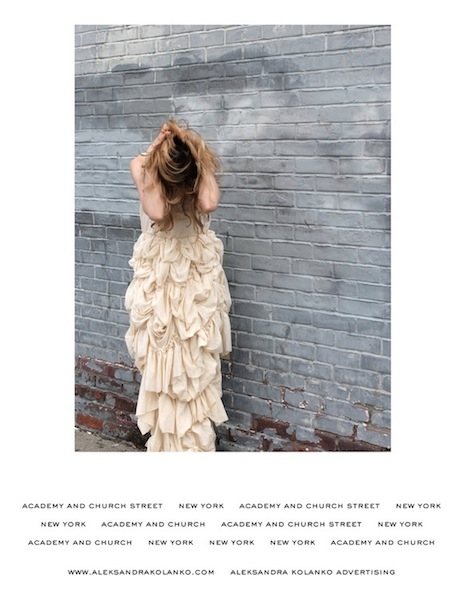 ACADEMY AND CHURCH STREET NEW YORK ACADEMY AND CHURCH STREET NEW YORK
NEW YORK ACADEMY AND CHURCH ACADEMY AND CHURCH STREET NEW YORK
ACADEMY AND CHURCH NEW YORK NEW YORK NEW YORK ACADEMY AND CHURCH
WWW.ALEKSANDRAKOLANKO.COM ALEKSANDRA KOLANKO ADVERTISING